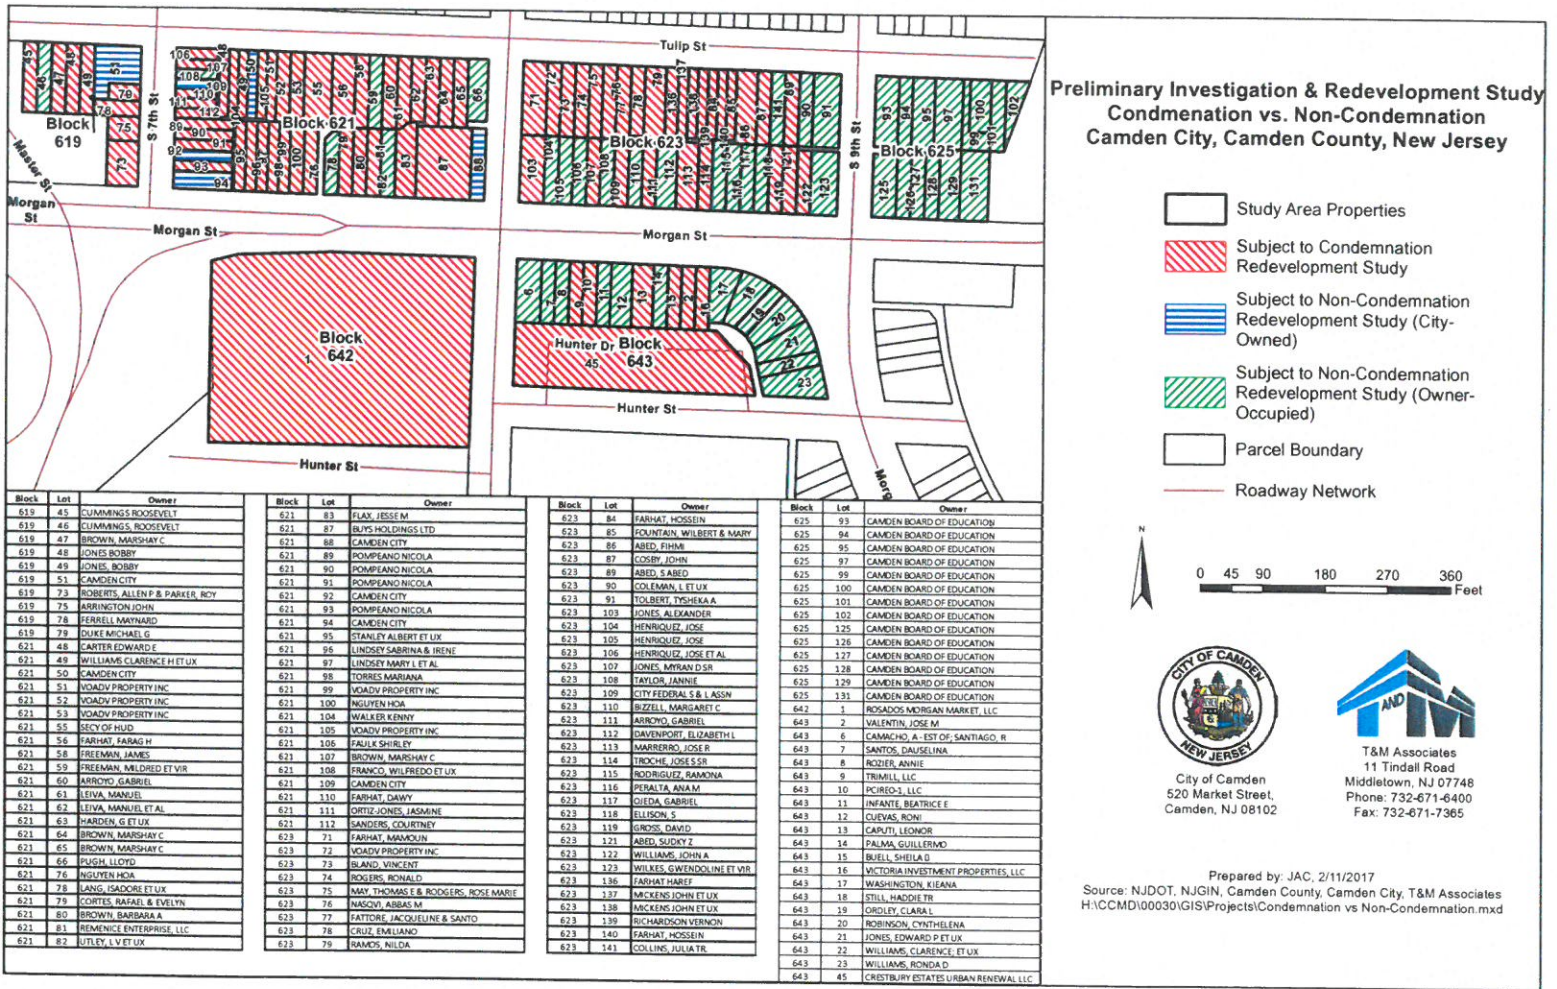 Preliminary Investigation & Redevelopment Study
Condmenation vs. Non-Condemnation
Camden City, Camden County, New Jersey
Study Area Properties
Subject to Condemnation
Redevelopment Study
Subject to Non-Condemnation
Redevelopment Study (City-
Owned)
Subject to Non-Condemnation
Redevelopment Study (Owner-
Occupied)
Parcel Boundary
Roadway Network
N
0 45 90 180 270 360
Feet
CITY OF CAMDEN
NEW JERSEY
City of Camden
520 Market Street,
Camden, NJ 08102
T AND M
T&M Associates
11 Tindall Road
Middletown, NJ 07748
Phone: 732-671-6400
Fax: 732-671-7365
Prepared by: JAC, 2/11/2017
Source: NJDOT, NJGIN, Camden County, Camden City, T&M Associates
H:\CCMD\00030\GIS\Projects\Condemnation vs Non-Condemnation.mxd
Tulip St
S 7th St
S 9th St
Master St
Morgan
St
Morgan St
Morgan St
Hunter Dr
Hunter St
Hunter St
Morg
Block
619
Block 621
Block 623
Block 625
Block
642
1
Block
643
45
Block Lot Owner
619 45 CUMMINGS ROOSEVELT
619 46 CUMMINGS, ROOSEVELT
619 47 BROWN, MARSHAY C
619 48 JONES BOBBY
619 49 JONES, BOBBY
619 51 CAMDEN CITY
619 73 ROBERTS, ALLEN P & PARKER, ROY
619 75 ARRINGTON JOHN
619 78 FERRELL MAYNARD
619 79 DUKE MICHAEL G
621 48 CARTER EDWARD E
621 49 WILLIAMS CLARENCE H ET UX
621 50 CAMDEN CITY
621 51 VOADV PROPERTY INC
621 52 VOADV PROPERTY INC
621 53 VOADV PROPERTY INC
621 55 SECY OF HUD
621 56 FARHAT, FARAG H
621 58 FREEMAN, JAMES
621 59 FREEMAN, MILDRED ET VIR
621 60 ARROYO ,GABRIEL
621 61 LEIVA, MANUEL
621 62 LEIVA, MANUEL ET AL
621 63 HARDEN, G ET UX
621 64 BROWN, MARSHAY C
621 65 BROWN, MARSHAY C
621 66 PUGH, LLOYD
621 76 NGUYEN HOA
621 78 LANG, ISADORE ET UX
621 79 CORTES, RAFAEL & EVELYN
621 80 BROWN, BARBARA A
621 81 REMENICE ENTERPRISE, LLC
621 82 UTLEY, L V ET UX
Block Lot Owner
621 83 FLAX, JESSE M
621 87 BUYS HOLDINGS LTD
621 88 CAMDEN CITY
621 89 POMPEANO NICOLA
621 90 POMPEANO NICOLA
621 91 POMPEANO NICOLA
621 92 CAMDEN CITY
621 93 POMPEANO NICOLA
621 94 CAMDEN CITY
621 95 STANLEY ALBERT ET UX
621 96 LINDSEY SABRINA & IRENE
621 97 LINDSEY MARY L ET AL
621 98 TORRES MARIANA
621 99 VOADV PROPERTY INC
621 100 NGUYEN HOA
621 104 WALKER KENNY
621 105 VOADV PROPERTY INC
621 106 FAULK SHIRLEY
621 107 BROWN, MARSHAY C
621 108 FRANCO, WILFREDO ET UX
621 109 CAMDEN CITY
621 110 FARHAT, DAWY
621 111 ORTIZ-JONES, JASMINE
621 112 SANDERS, COURTNEY
623 71 FARHAT, MAMOUN
623 72 VOADV PROPERTY INC
623 73 BLAND, VINCENT
623 74 ROGERS, RONALD
623 75 MAY, THOMAS E & RODGERS, ROSE MARIE
623 76 NASQVI, ABBAS M
623 77 FATTORE, JACQUELINE & SANTO
623 78 CRUZ, EMILIANO
623 79 RAMOS, NILDA
Block Lot Owner
623 84 FARHAT, HOSSEIN
623 85 FOUNTAIN, WILBERT & MARY
623 86 ABED, FIHMI
623 87 COSBY, JOHN
623 89 ABED, S ABED
623 90 COLEMAN, L ET UX
623 91 TOLBERT, TYSHEKA A
623 103 JONES, ALEXANDER
623 104 HENRIQUEZ, JOSE
623 105 HENRIQUEZ, JOSE
623 106 HENRIQUEZ, JOSE ET AL
623 107 JONES, MYRAN D SR
623 108 TAYLOR, JANNIE
623 109 CITY FEDERAL S & L ASSN
623 110 BIZZELL, MARGARET C
623 111 ARROYO, GABRIEL
623 112 DAVENPORT, ELIZABETH L
623 113 MARRERRO, JOSE R
623 114 TROCHE, JOSE S SR
623 115 RODRIGUEZ, RAMONA
623 116 PERALTA, ANA M
623 117 OJEDA, GABRIEL
623 118 ELLISON, S
623 119 GROSS, DAVID
623 121 ABED, SUDKY Z
623 122 WILLIAMS, JOHN A
623 123 WILKES, GWENDOLINE ET VIR
623 136 FARHAT HAREF
623 137 MICKENS JOHN ET UX
623 138 MICKENS JOHN ET UX
623 139 RICHARDSON VERNON
623 140 FARHAT, HOSSEIN
623 141 COLLINS, JULIA TR
Block Lot Owner
625 93 CAMDEN BOARD OF EDUCATION
625 94 CAMDEN BOARD OF EDUCATION
625 95 CAMDEN BOARD OF EDUCATION
625 97 CAMDEN BOARD OF EDUCATION
625 99 CAMDEN BOARD OF EDUCATION
625 100 CAMDEN BOARD OF EDUCATION
625 101 CAMDEN BOARD OF EDUCATION
625 102 CAMDEN BOARD OF EDUCATION
625 125 CAMDEN BOARD OF EDUCATION
625 126 CAMDEN BOARD OF EDUCATION
625 127 CAMDEN BOARD OF EDUCATION
625 128 CAMDEN BOARD OF EDUCATION
625 129 CAMDEN BOARD OF EDUCATION
625 131 CAMDEN BOARD OF EDUCATION
642 1 ROSADOS MORGAN MARKET, LLC
643 2 VALENTIN, JOSE M
643 6 CAMACHO, A - EST OF; SANTIAGO, R
643 7 SANTOS, DAUSELINA
643 8 ROZIER, ANNIE
643 9 TRIMILL, LLC
643 10 PCIREO-1, LLC
643 11 INFANTE, BEATRICE E
643 12 CUEVAS, RONI
643 13 CAPUTI, LEONOR
643 14 PALMA, GUILLERMO
643 15 BUELL, SHEILA D
643 16 VICTORIA INVESTMENT PROPERTIES, LLC
643 17 WASHINGTON, KIEANA
643 18 STILL, HADDIE TR
643 19 ORDLEY, CLARA L
643 20 ROBINSON, CYNTHELENA
643 21 JONES, EDWARD P ET UX
643 22 WILLIAMS, CLARENCE; ET UX
643 23 WILLIAMS, RONDA D
643 45 CRESTBURY ESTATES URBAN RENEWAL LLC